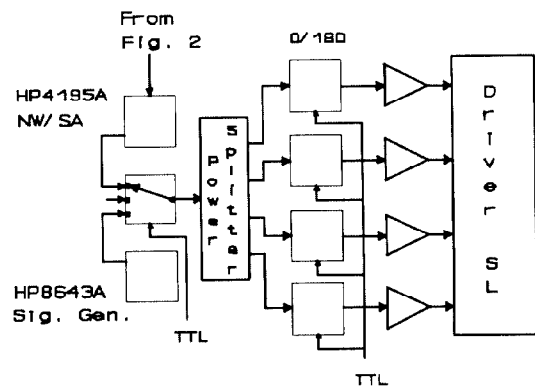 From
Fig. 2
0/180
HP4195A
NW/SA
Power
Splitter
Driver SL
HP8643A
Sig. Gen.
TTL
TTL